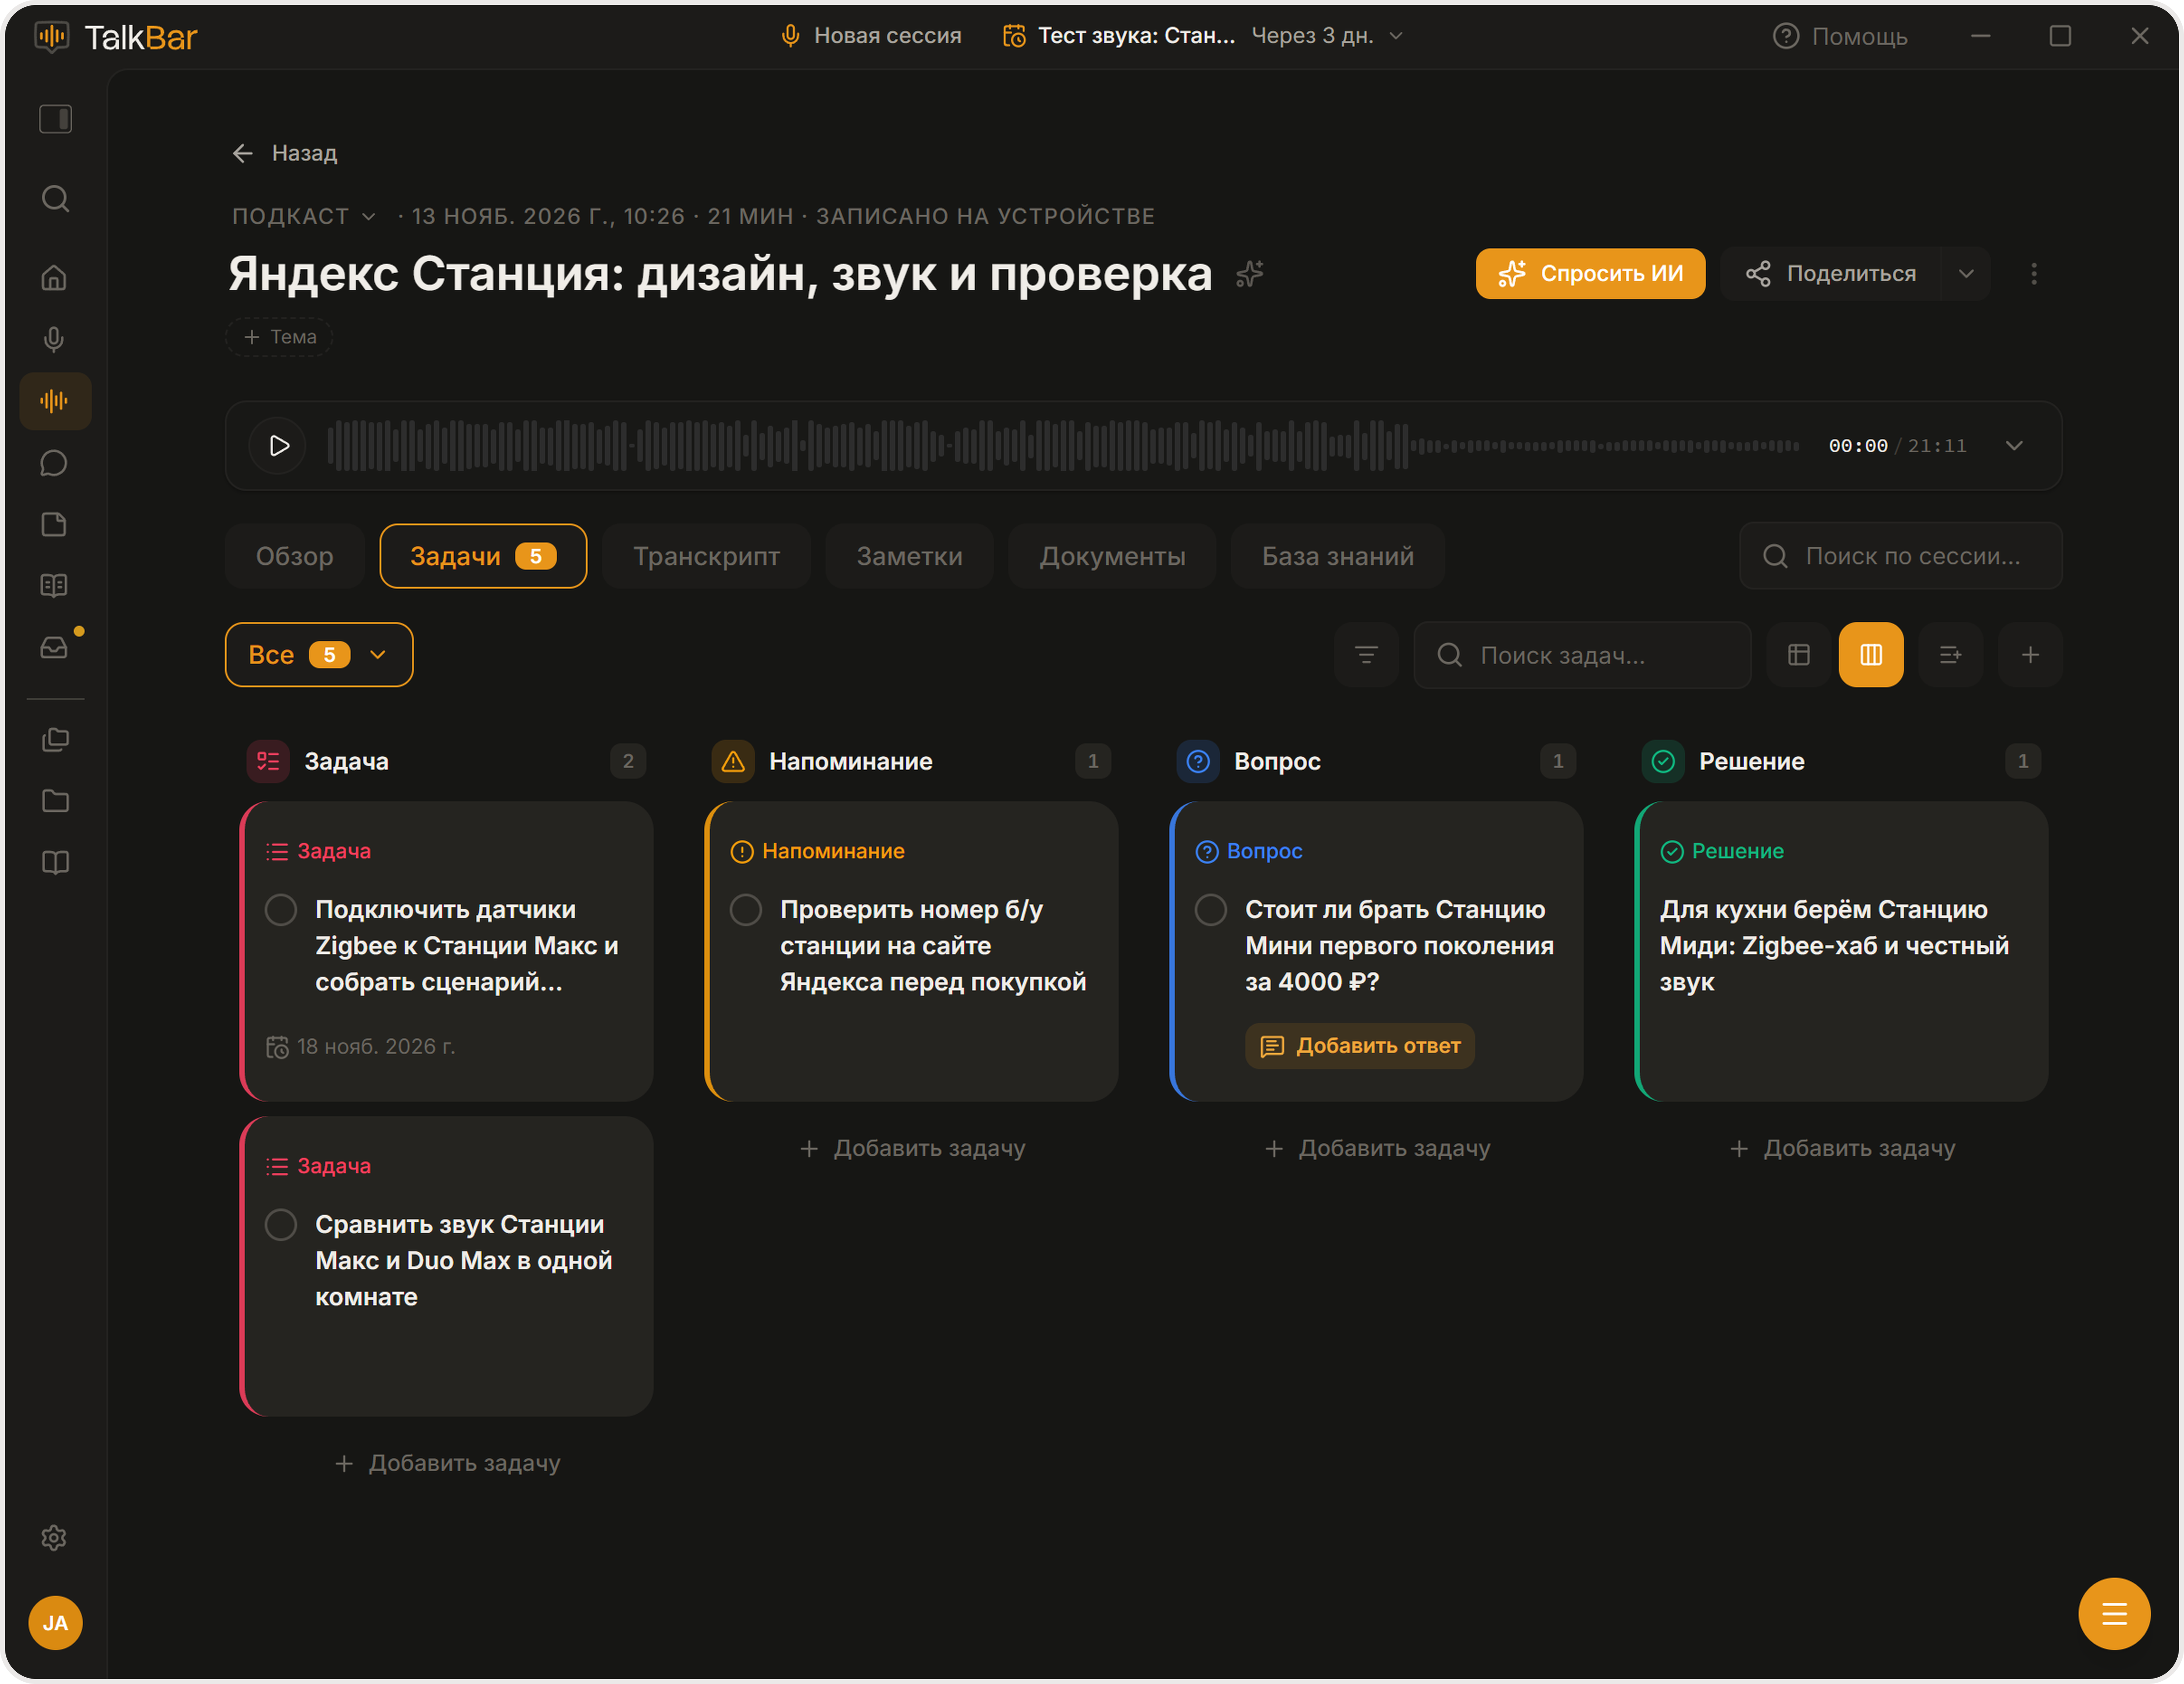 TalkBar
Новая сессия
Тест звука: Стан... Через 3 дн.
Помощь
Назад
ПОДКАСТ · 13 НОЯБ. 2026 Г., 10:26 · 21 МИН · ЗАПИСАНО НА УСТРОЙСТВЕ
Яндекс Станция: дизайн, звук и проверка
Спросить ИИ
Поделиться
+ Тема
00:00 / 21:11
Обзор
Задачи 5
Транскрипт
Заметки
Документы
База знаний
Поиск по сессии...
Все 5
Поиск задач...
Задача 2
Напоминание 1
Вопрос 1
Решение 1
Задача
Подключить датчики
Zigbee к Станции Макс и
собрать сценарий...
18 нояб. 2026 г.
Напоминание
Проверить номер б/у
станции на сайте
Яндекса перед покупкой
Вопрос
Стоит ли брать Станцию
Мини первого поколения
за 4000 ₽?
Добавить ответ
Решение
Для кухни берём Станцию
Миди: Zigbee-хаб и честный
звук
+ Добавить задачу
+ Добавить задачу
+ Добавить задачу
Задача
Сравнить звук Станции
Макс и Duo Max в одной
комнате
+ Добавить задачу
JA